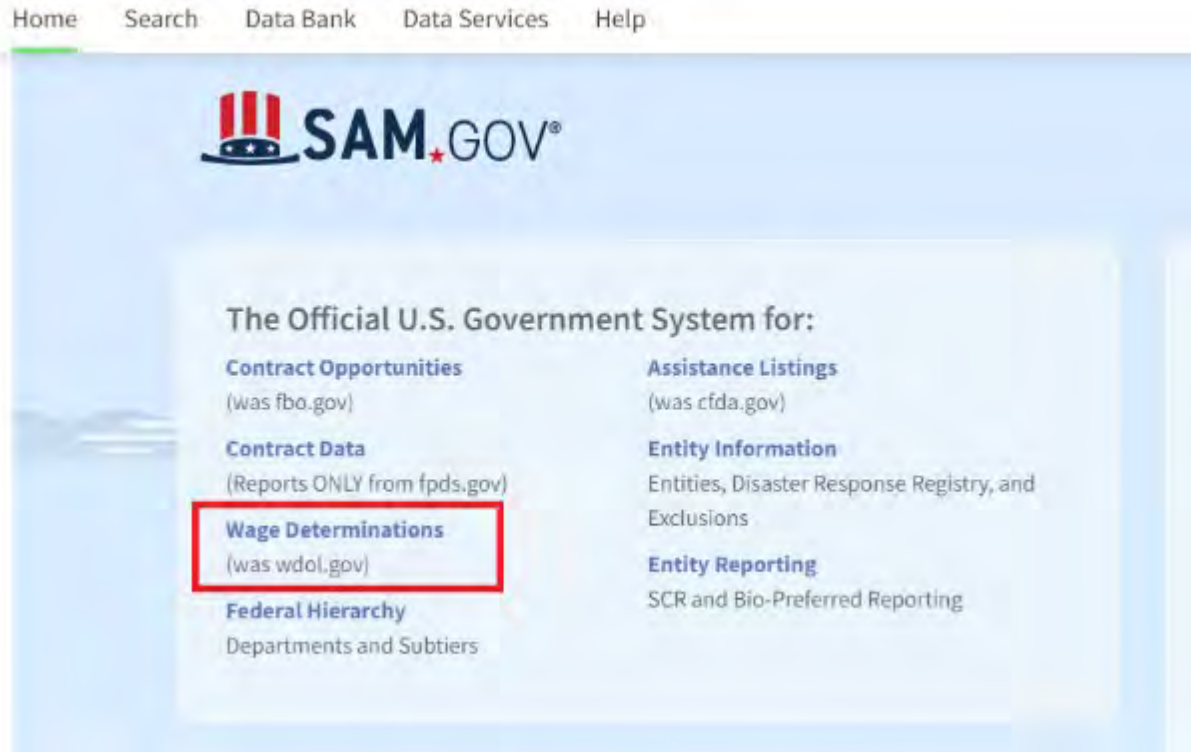 Home Search Data Bank Data Services Help
SAM.GOV®
The Official U.S. Government System for:
Contract Opportunities
(was fbo.gov)
Contract Data
(Reports ONLY from fpds.gov)
Wage Determinations
(was wdol.gov)
Federal Hierarchy
Departments and Subtiers
Assistance Listings
(was cfda.gov)
Entity Information
Entities, Disaster Response Registry, and
Exclusions
Entity Reporting
SCR and Bio-Preferred Reporting